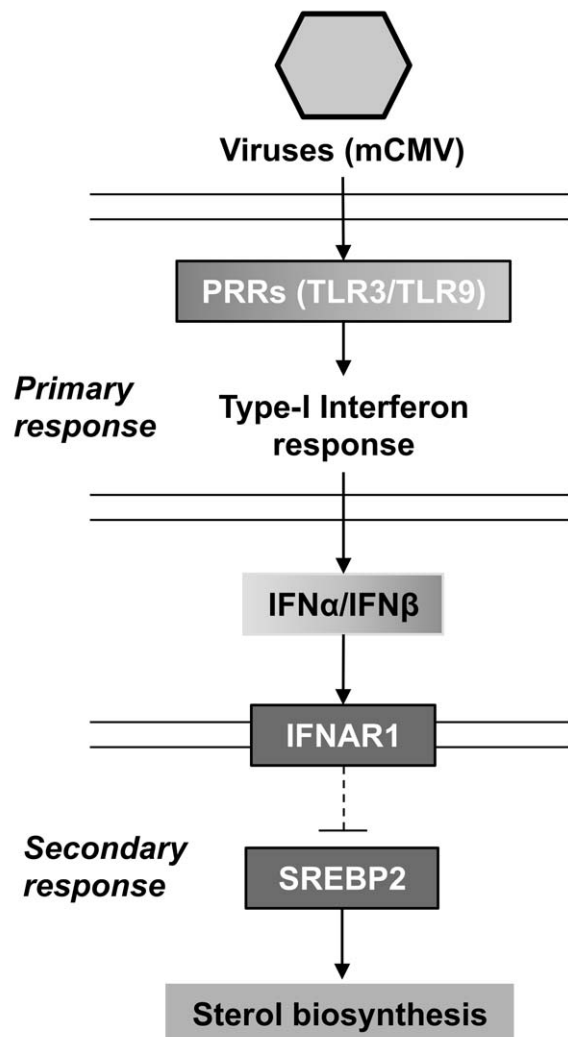 Viruses (mCMV)
PRRs (TLR3/TLR9)
Primary
response
Type-I Interferon
response
IFNα/IFNβ
IFNAR1
Secondary
response
SREBP2
Sterol biosynthesis